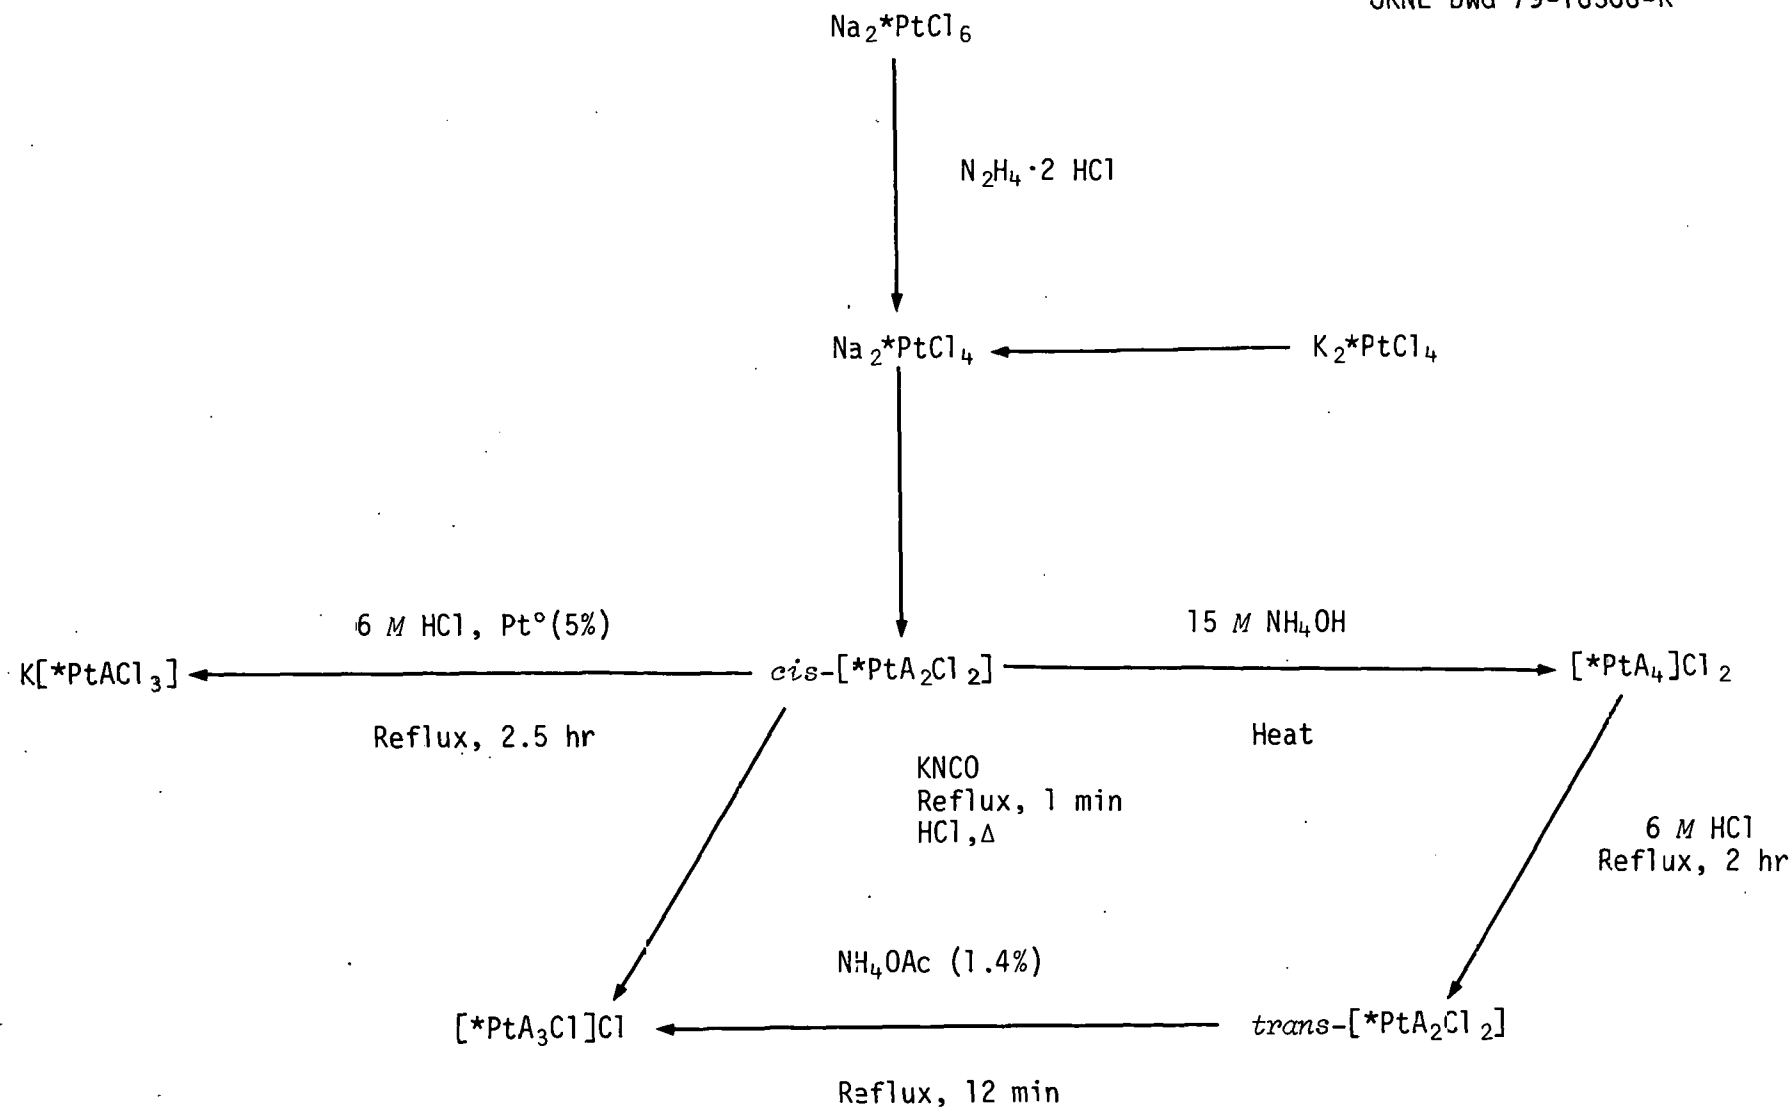 Na₂*PtCl₆
N₂H₄·2 HCl
Na₂*PtCl₄
K₂*PtCl₄
6 M HCl, Pt°(5%)
15 M NH₄OH
K[*PtACl₃]
cis-[*PtA₂Cl₂]
[*PtA₄]Cl₂
Reflux, 2.5 hr
Heat
KNCO
Reflux, 1 min
HCl,Δ
6 M HCl
Reflux, 2 hr
NH₄OAc (1.4%)
[*PtA₃Cl]Cl
trans-[*PtA₂Cl₂]
Reflux, 12 min